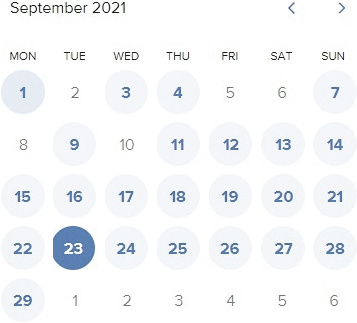 September 2021
MON TUE WED THU FRI SAT SUN
1 2 3 4 5 6 7
8 9 10 11 12 13 14
15 16 17 18 19 20 21
22 23 24 25 26 27 28
29 1 2 3 4 5 6